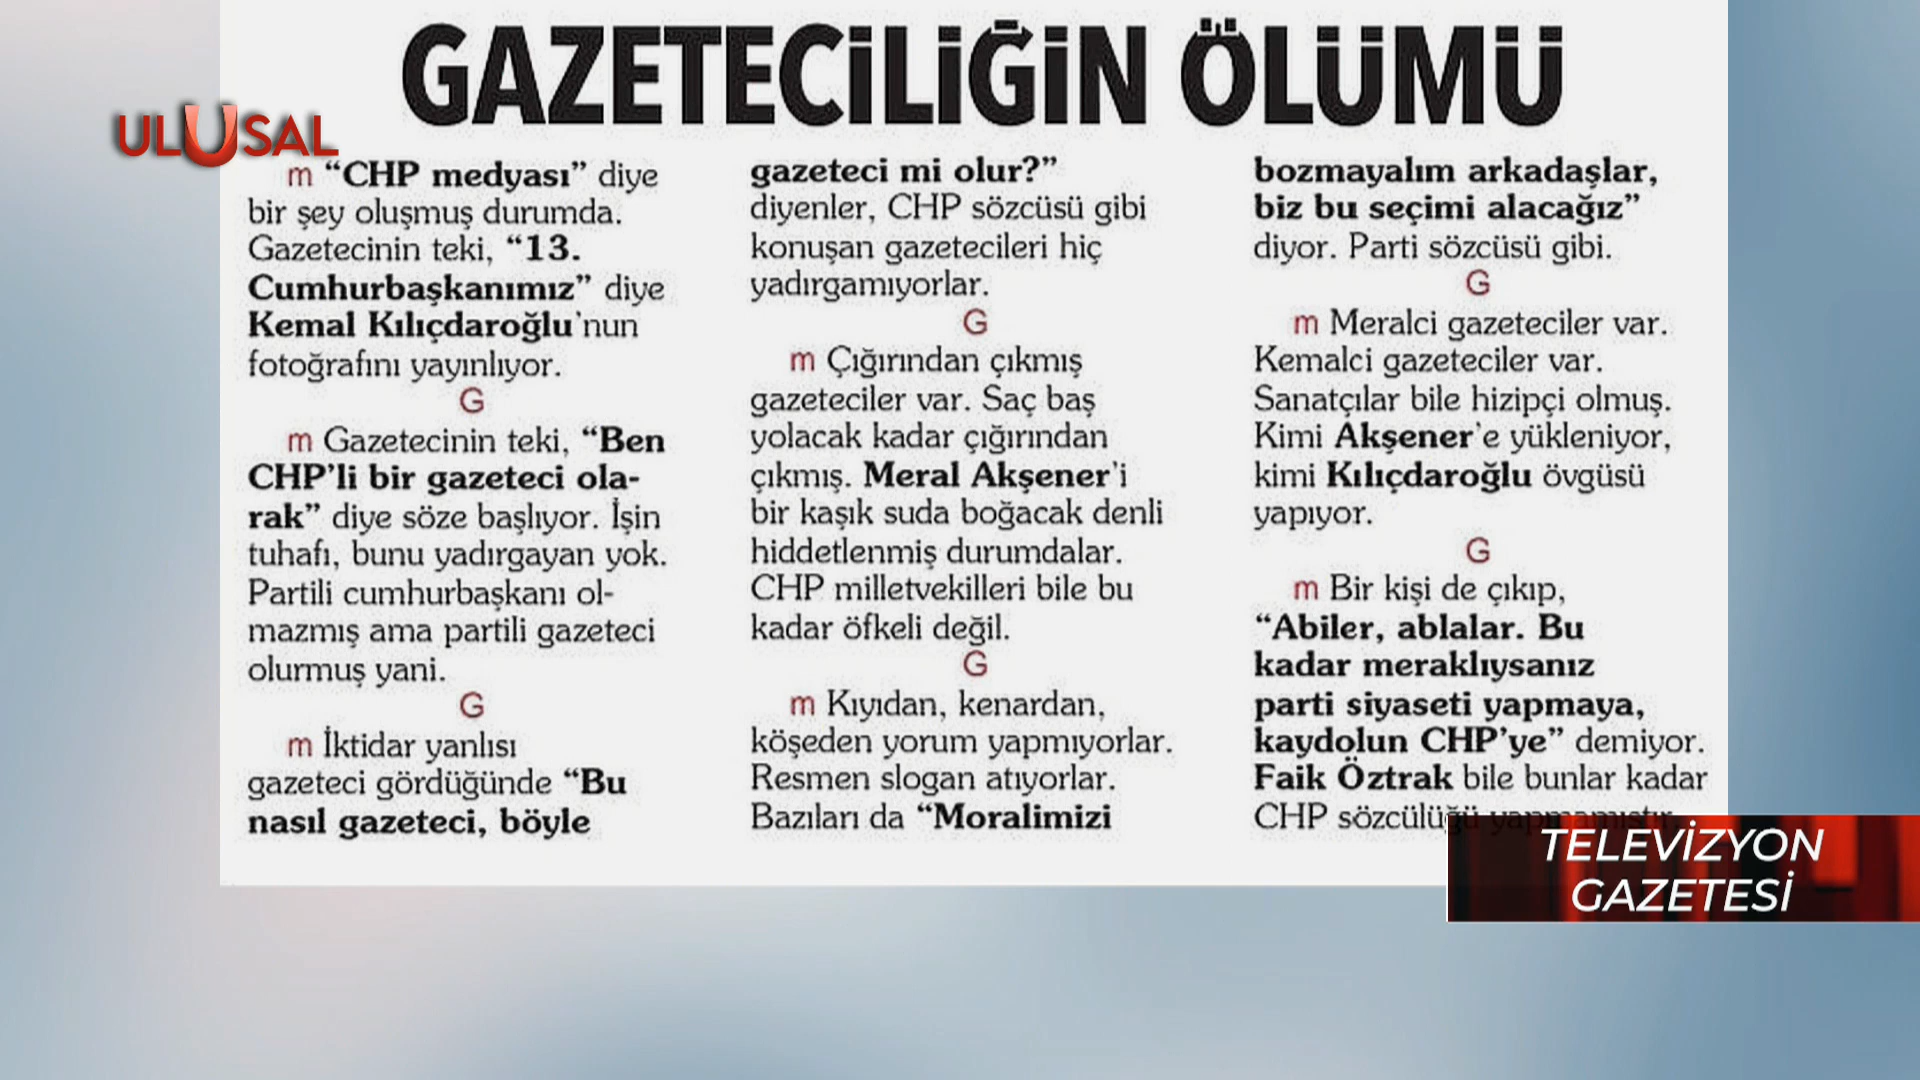 GAZETECİLİĞİN ÖLÜMÜ
ULUSAL
m “CHP medyası” diye
bir şey oluşmuş durumda.
Gazetecinin teki, “13.
Cumhurbaşkanımız” diye
Kemal Kılıçdaroğlu'nun
fotoğrafını yayınlıyor.
G
m Gazetecinin teki, “Ben
CHP'li bir gazeteci ola-
rak” diye söze başlıyor. İşin
tuhafı, bunu yadırgayan yok.
Partili cumhurbaşkanı ol-
mazmış ama partili gazeteci
olurmuş yani.
G
m İktidar yanlısı
gazeteci gördüğünde “Bu
nasıl gazeteci, böyle
gazeteci mi olur?”
diyenler, CHP sözcüsü gibi
konuşan gazetecileri hiç
yadırgamıyorlar.
G
m Çığırından çıkmış
gazeteciler var. Saç baş
yolacak kadar çığırından
çıkmış. Meral Akşener'i
bir kaşık suda boğacak denli
hiddetlenmiş durumdalar.
CHP milletvekilleri bile bu
kadar öfkeli değil.
G
m Kıyıdan, kenardan,
köşeden yorum yapmıyorlar.
Resmen slogan atıyorlar.
Bazıları da “Moralimizi
bozmayalım arkadaşlar,
biz bu seçimi alacağız”
diyor. Parti sözcüsü gibi.
G
m Meralci gazeteciler var.
Kemalci gazeteciler var.
Sanatçılar bile hizipçi olmuş.
Kimi Akşener'e yükleniyor,
kimi Kılıçdaroğlu övgüsü
yapıyor.
G
m Bir kişi de çıkıp,
“Abiler, ablalar. Bu
kadar meraklıysanız
parti siyaseti yapmaya,
kaydolun CHP'ye” demiyor.
Faik Öztrak bile bunlar kadar
CHP sözcülüğü yapmamıştır.
TELEVİZYON
GAZETESİ